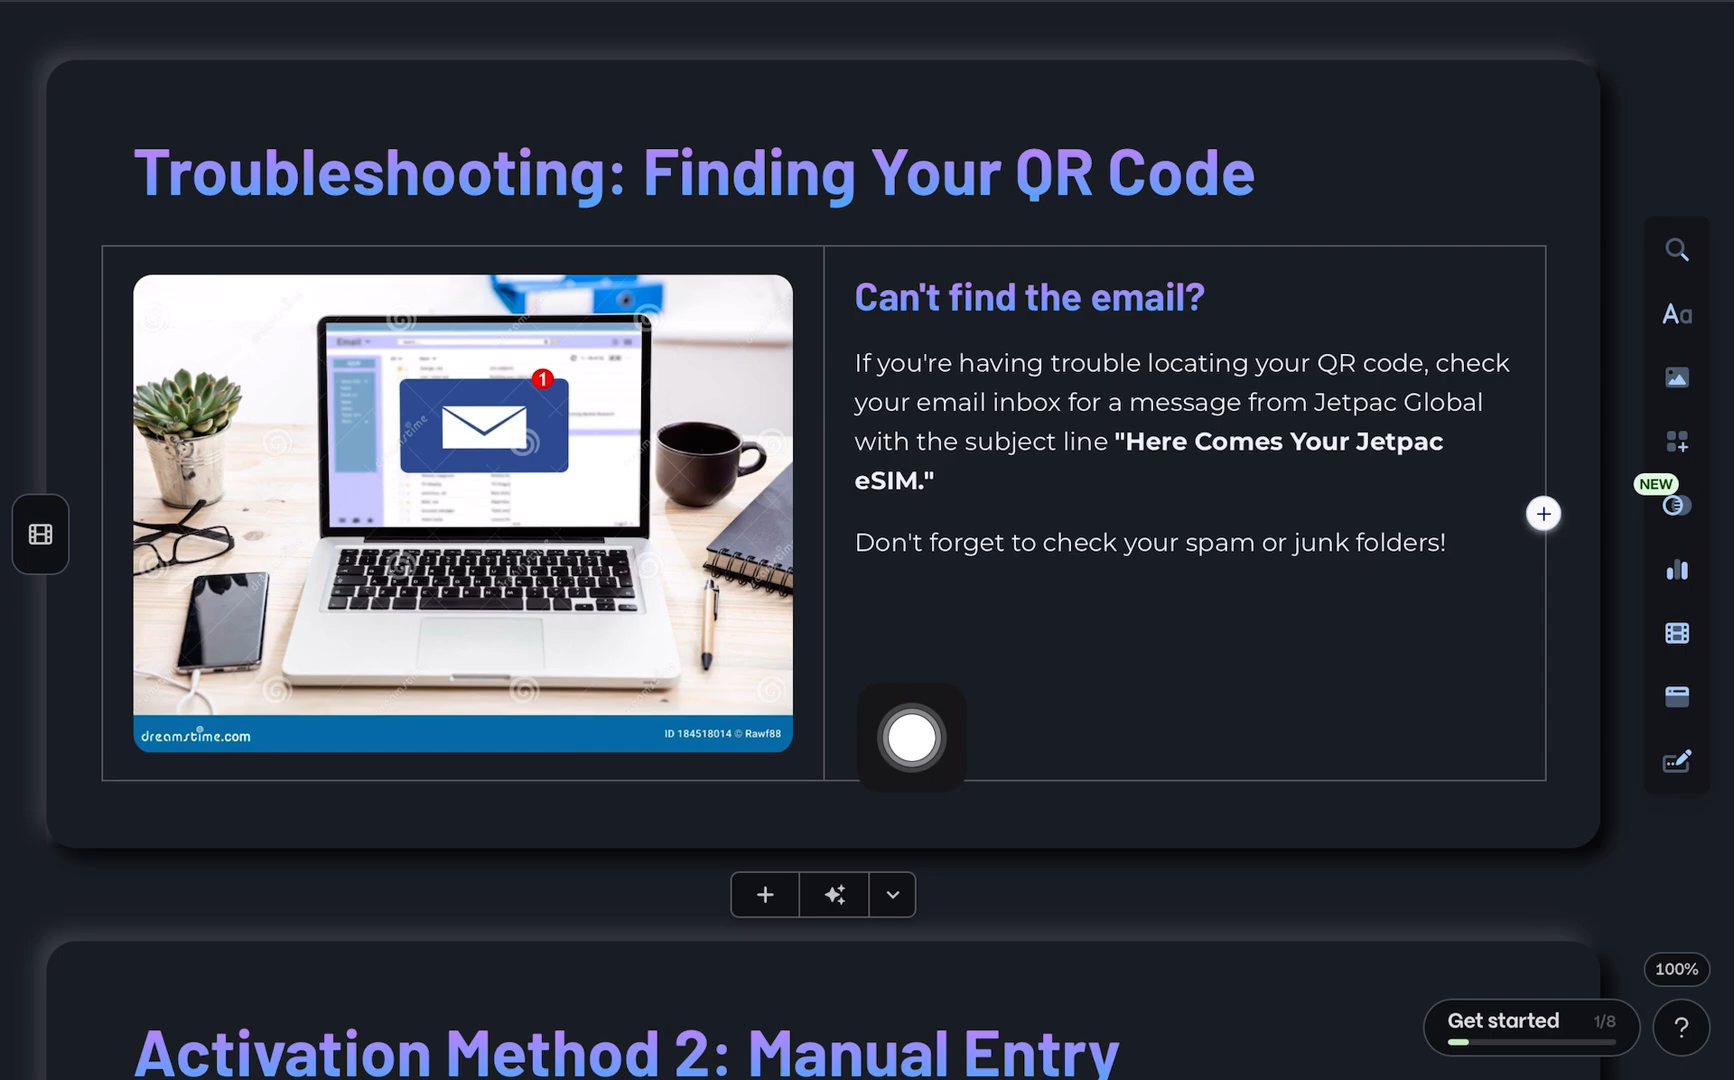 Troubleshooting: Finding Your QR Code
Email
1
dreamstime.com
ID 184518014 © Rawf88
Can't find the email?
If you're having trouble locating your QR code, check
your email inbox for a message from Jetpac Global
with the subject line "Here Comes Your Jetpac
eSIM."
Don't forget to check your spam or junk folders!
Aa
NEW
Activation Method 2: Manual Entry
100%
Get started 1/8
?